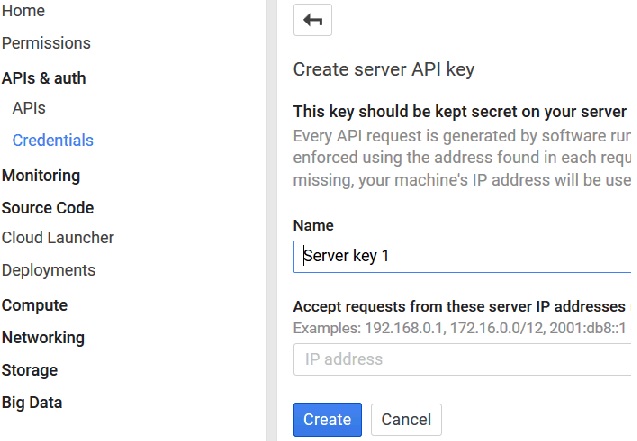 Home
Permissions
APIs & auth
APIs
Credentials
Monitoring
Source Code
Cloud Launcher
Deployments
Compute
Networking
Storage
Big Data
Create server API key
This key should be kept secret on your server
Every API request is generated by software run
enforced using the address found in each requ
missing, your machine's IP address will be use
Name
Server key 1
Accept requests from these server IP addresses
Examples: 192.168.0.1, 172.16.0.0/12, 2001:db8::1
IP address
Create Cancel